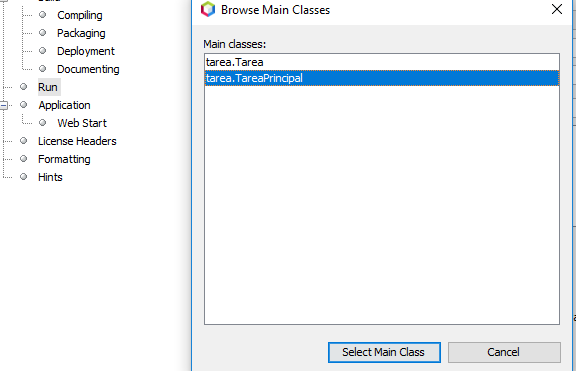 Compiling
Packaging
Deployment
Documenting
Run
Application
Web Start
License Headers
Formatting
Hints
Browse Main Classes
Main classes:
tarea.Tarea
tarea.TareaPrincipal
Select Main Class
Cancel